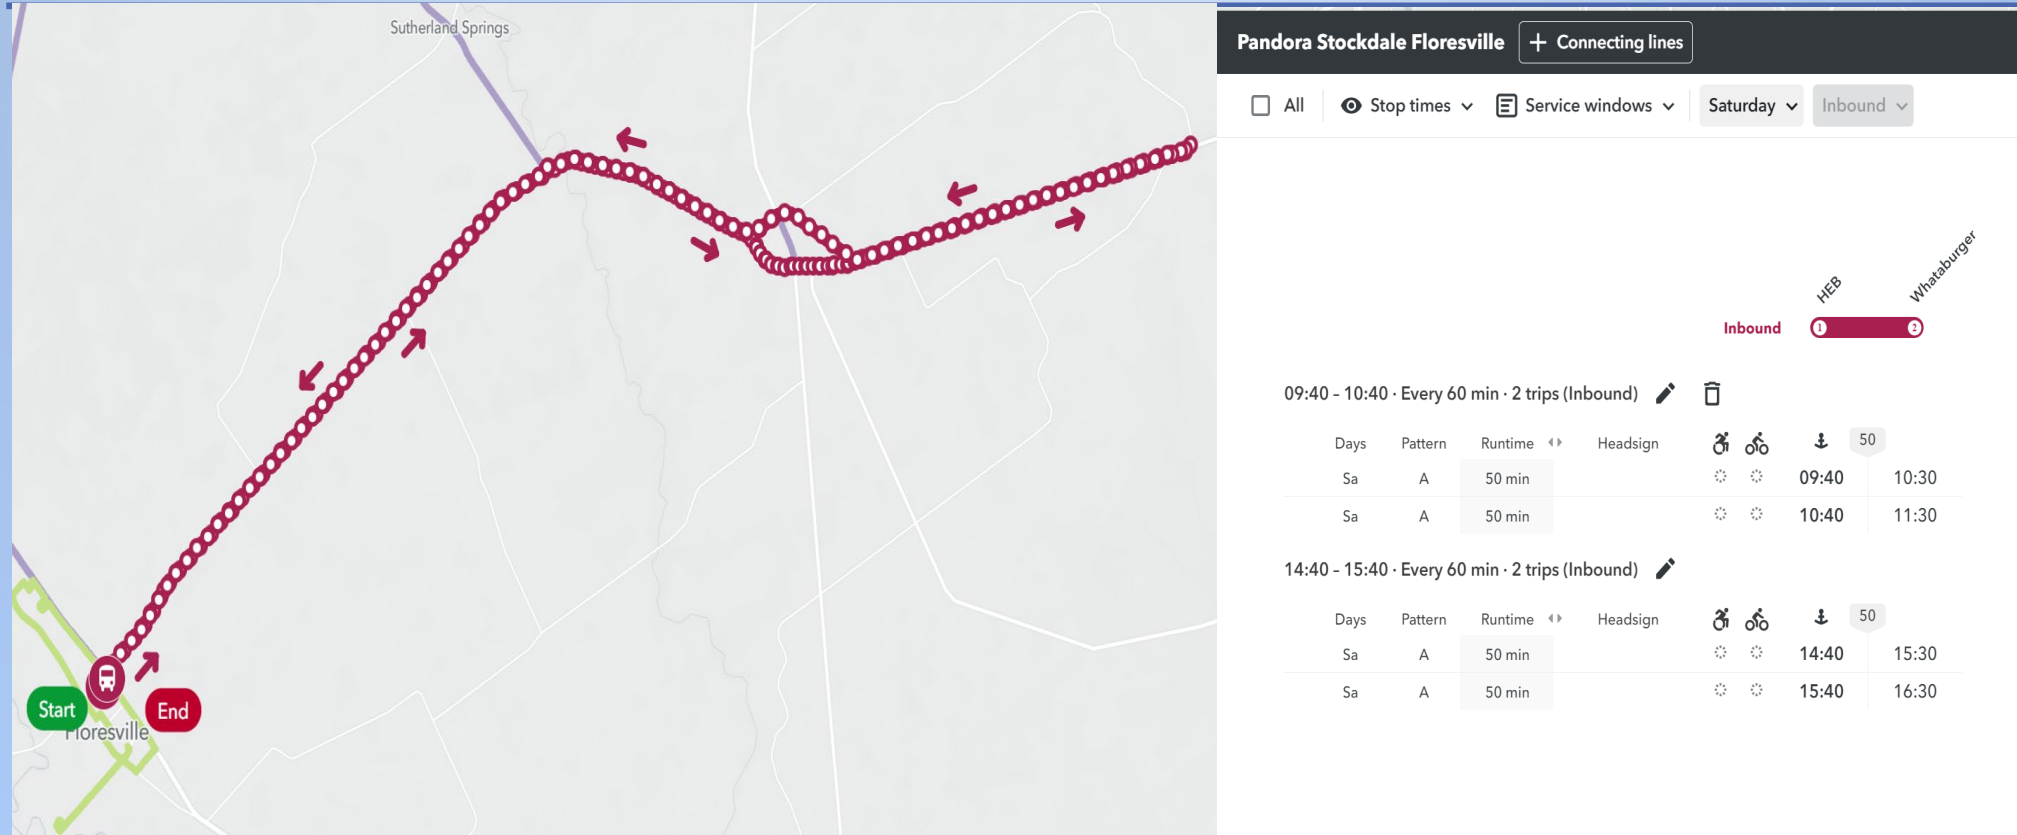 Sutherland Springs
Start
End
Floresville
Pandora Stockdale Floresville
+ Connecting lines
All
Stop times
Service windows
Saturday
Inbound
HEB
Whataburger
Inbound
1
2
09:40 – 10:40 · Every 60 min · 2 trips (Inbound)
Days Pattern Runtime Headsign 50
Sa A 50 min 09:40 10:30
Sa A 50 min 10:40 11:30
14:40 – 15:40 · Every 60 min · 2 trips (Inbound)
Days Pattern Runtime Headsign 50
Sa A 50 min 14:40 15:30
Sa A 50 min 15:40 16:30